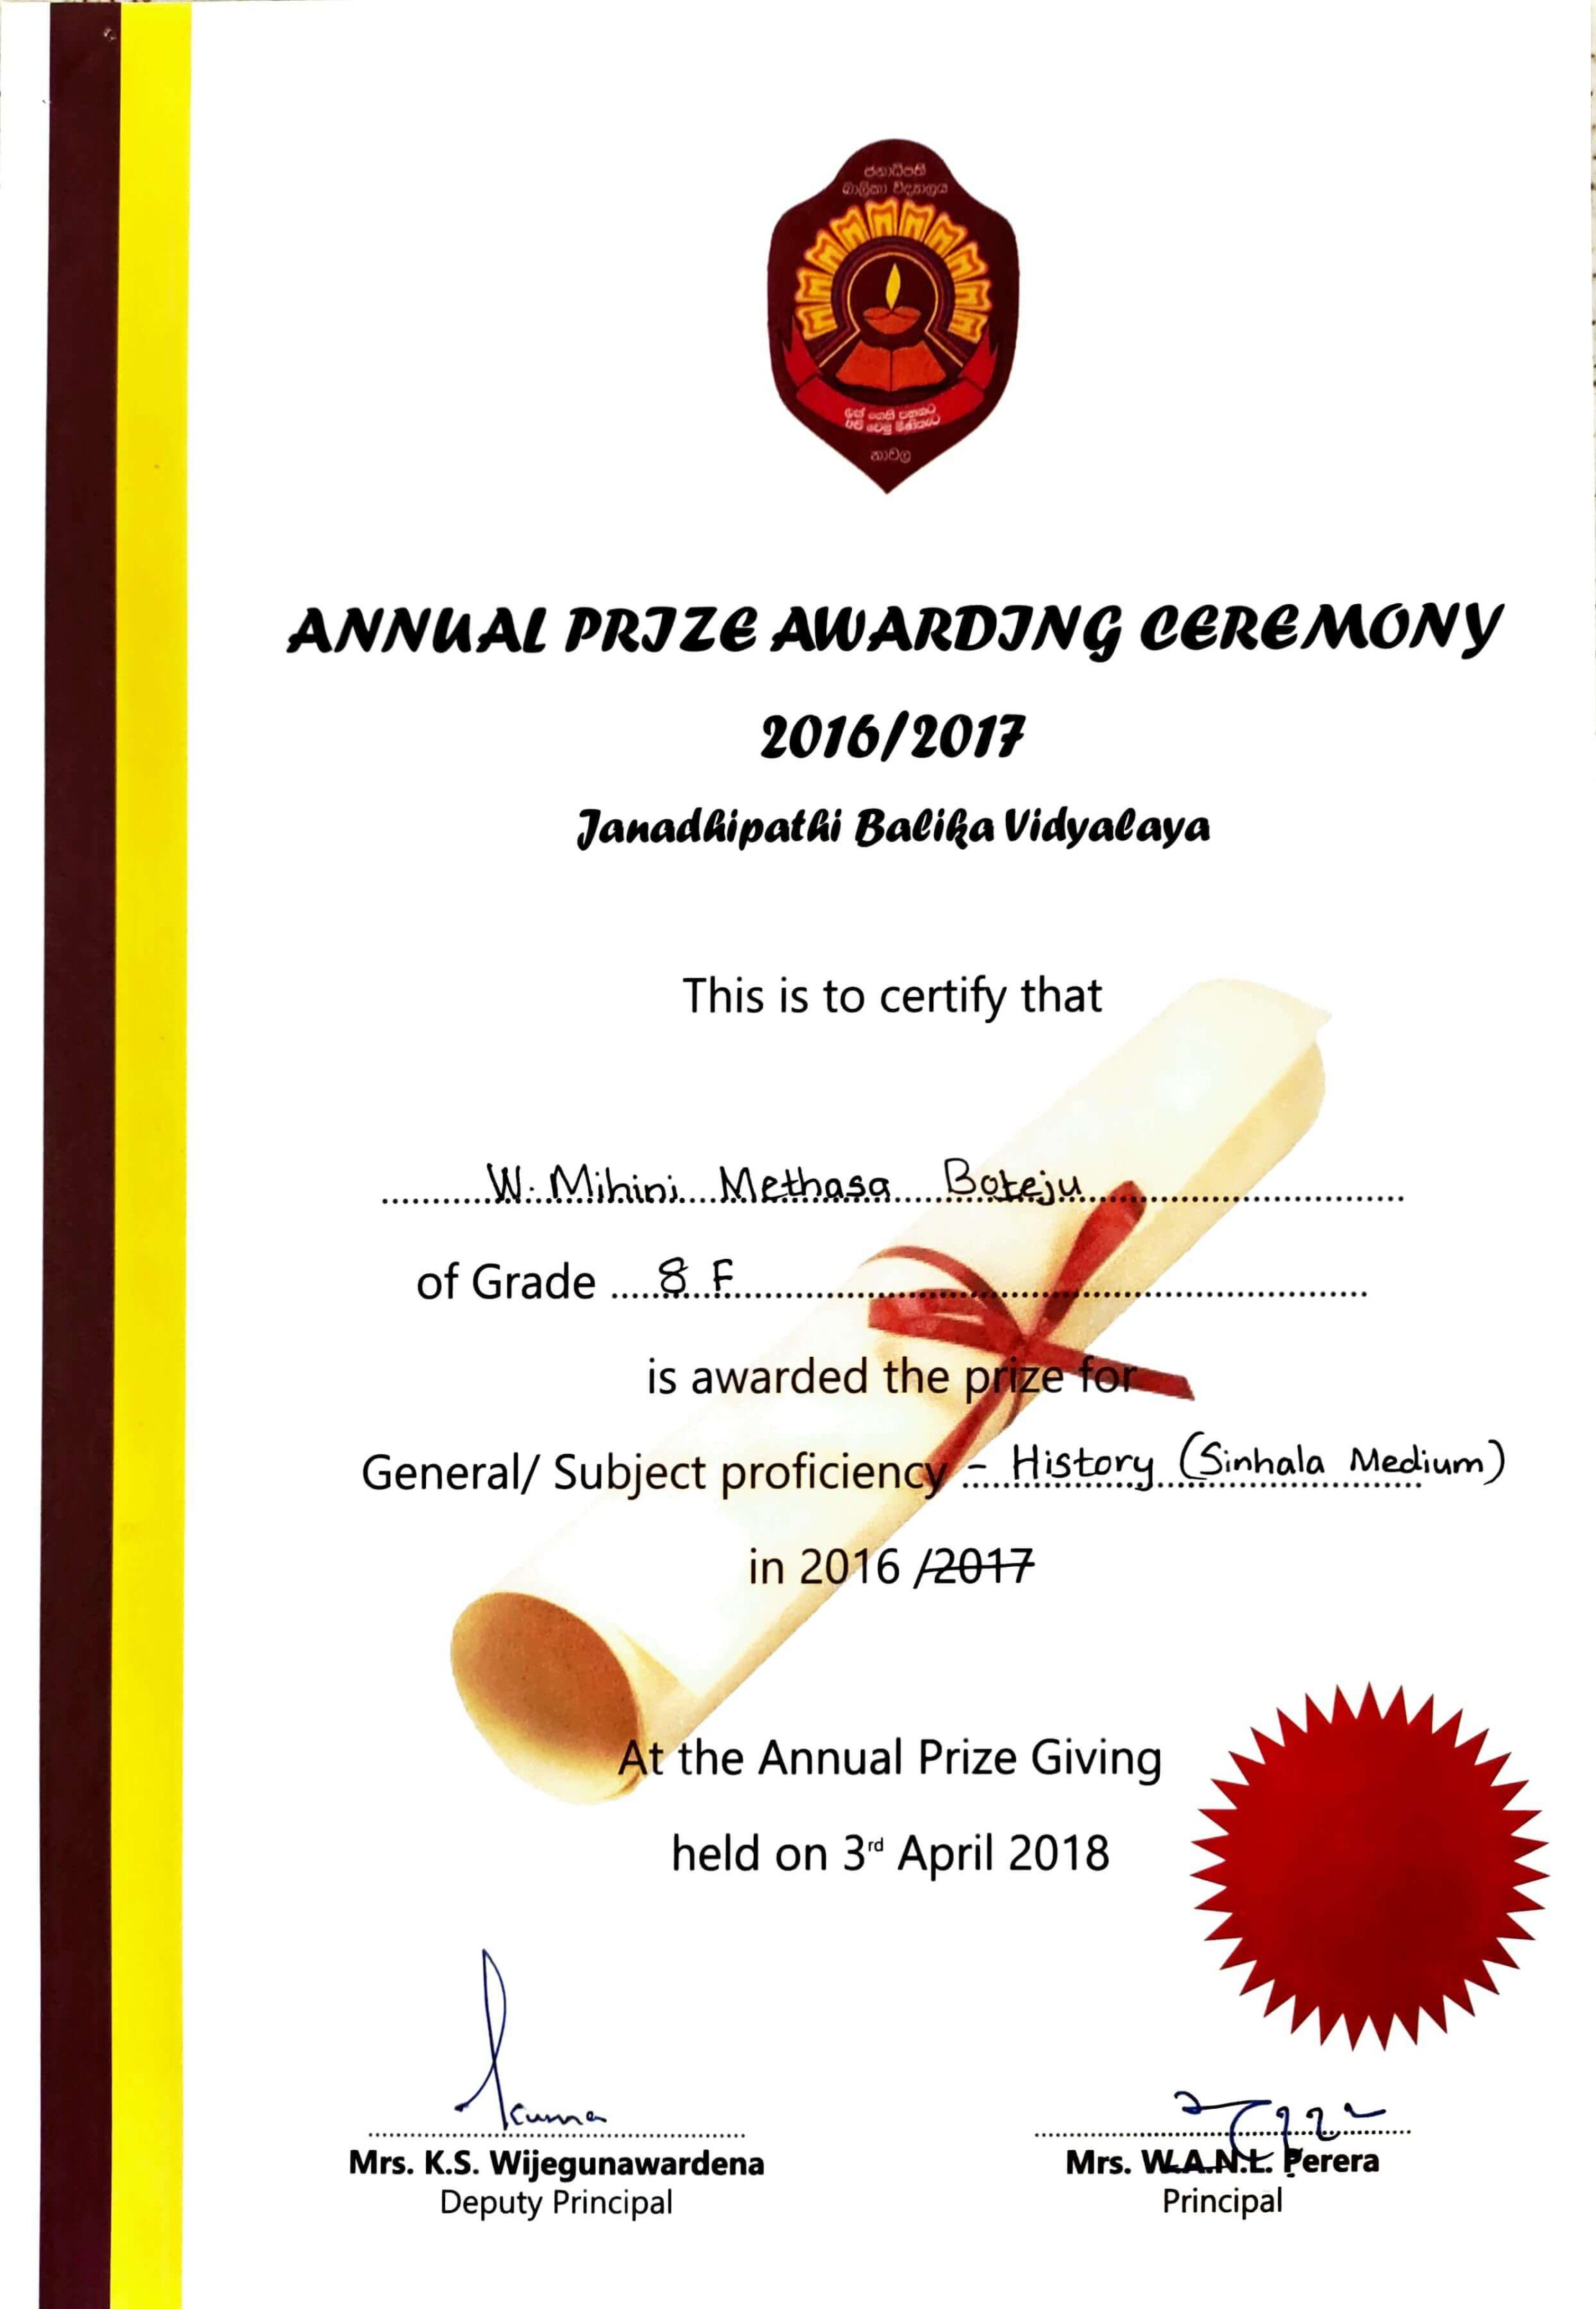 ජනාධිපති
බාලිකා විද්‍යාලය
නාවල
ANNUAL PRIZE AWARDING CEREMONY
2016/2017
Janadhipathi Balika Vidyalaya
This is to certify that
W. Mihini Methasa Boteju
of Grade 8 F
is awarded the prize for
General/ Subject proficiency - History (Sinhala Medium)
in 2016 /2017
At the Annual Prize Giving
held on 3rd April 2018
Mrs. K.S. Wijegunawardena
Deputy Principal
Mrs. W.A.N.L. Perera
Principal